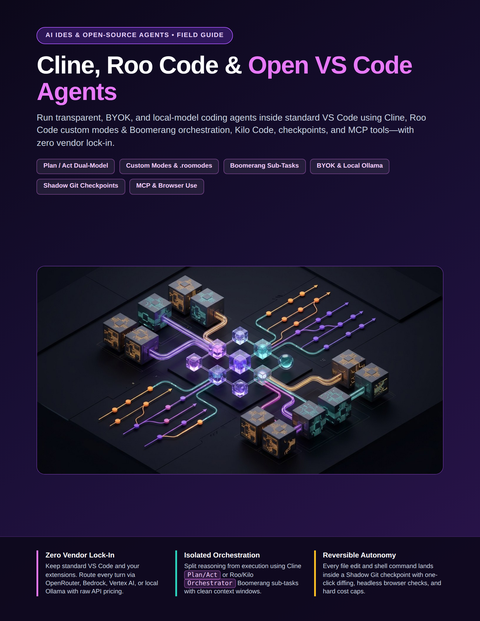 AI IDES & OPEN-SOURCE AGENTS • FIELD GUIDE
Cline, Roo Code & Open VS Code
Agents
Run transparent, BYOK, and local-model coding agents inside standard VS Code using Cline, Roo
Code custom modes & Boomerang orchestration, Kilo Code, checkpoints, and MCP tools—with
zero vendor lock-in.
Plan / Act Dual-Model
Custom Modes & .roomodes
Boomerang Sub-Tasks
BYOK & Local Ollama
Shadow Git Checkpoints
MCP & Browser Use
Zero Vendor Lock-In
Keep standard VS Code and your
extensions. Route every turn via
OpenRouter, Bedrock, Vertex AI, or local
Ollama with raw API pricing.
Isolated Orchestration
Split reasoning from execution using Cline
Plan/Act or Roo/Kilo
Orchestrator Boomerang sub-tasks
with clean context windows.
Reversible Autonomy
Every file edit and shell command lands
inside a Shadow Git checkpoint with one-
click diffing, headless browser checks, and
hard cost caps.